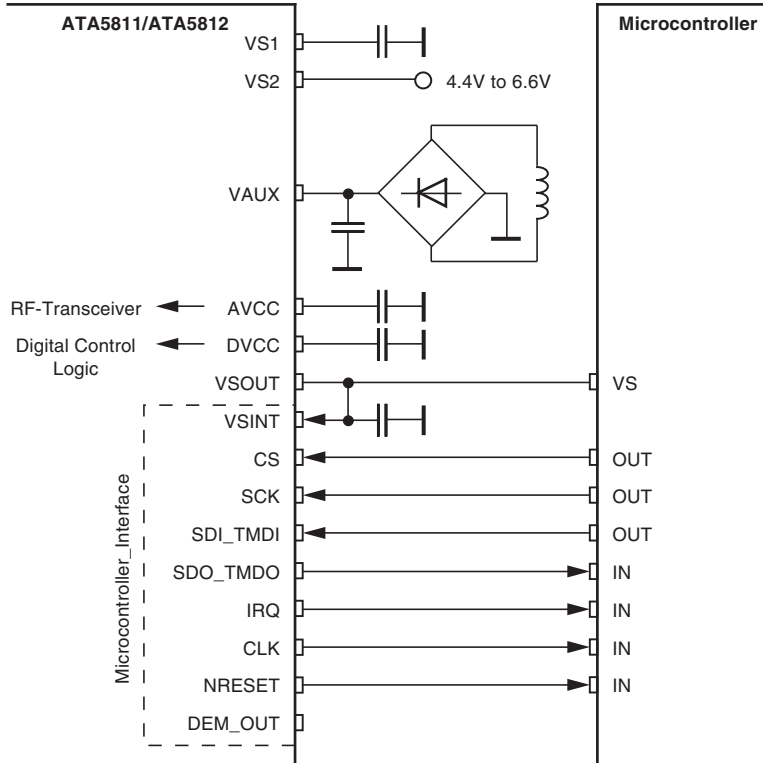 ATA5811/ATA5812
Microcontroller
VS1
VS2
4.4V to 6.6V
VAUX
RF-Transceiver
AVCC
Digital Control
Logic
DVCC
VSOUT
VS
Microcontroller_Interface
VSINT
CS
OUT
SCK
OUT
SDI_TMDI
OUT
SDO_TMDO
IN
IRQ
IN
CLK
IN
NRESET
IN
DEM_OUT